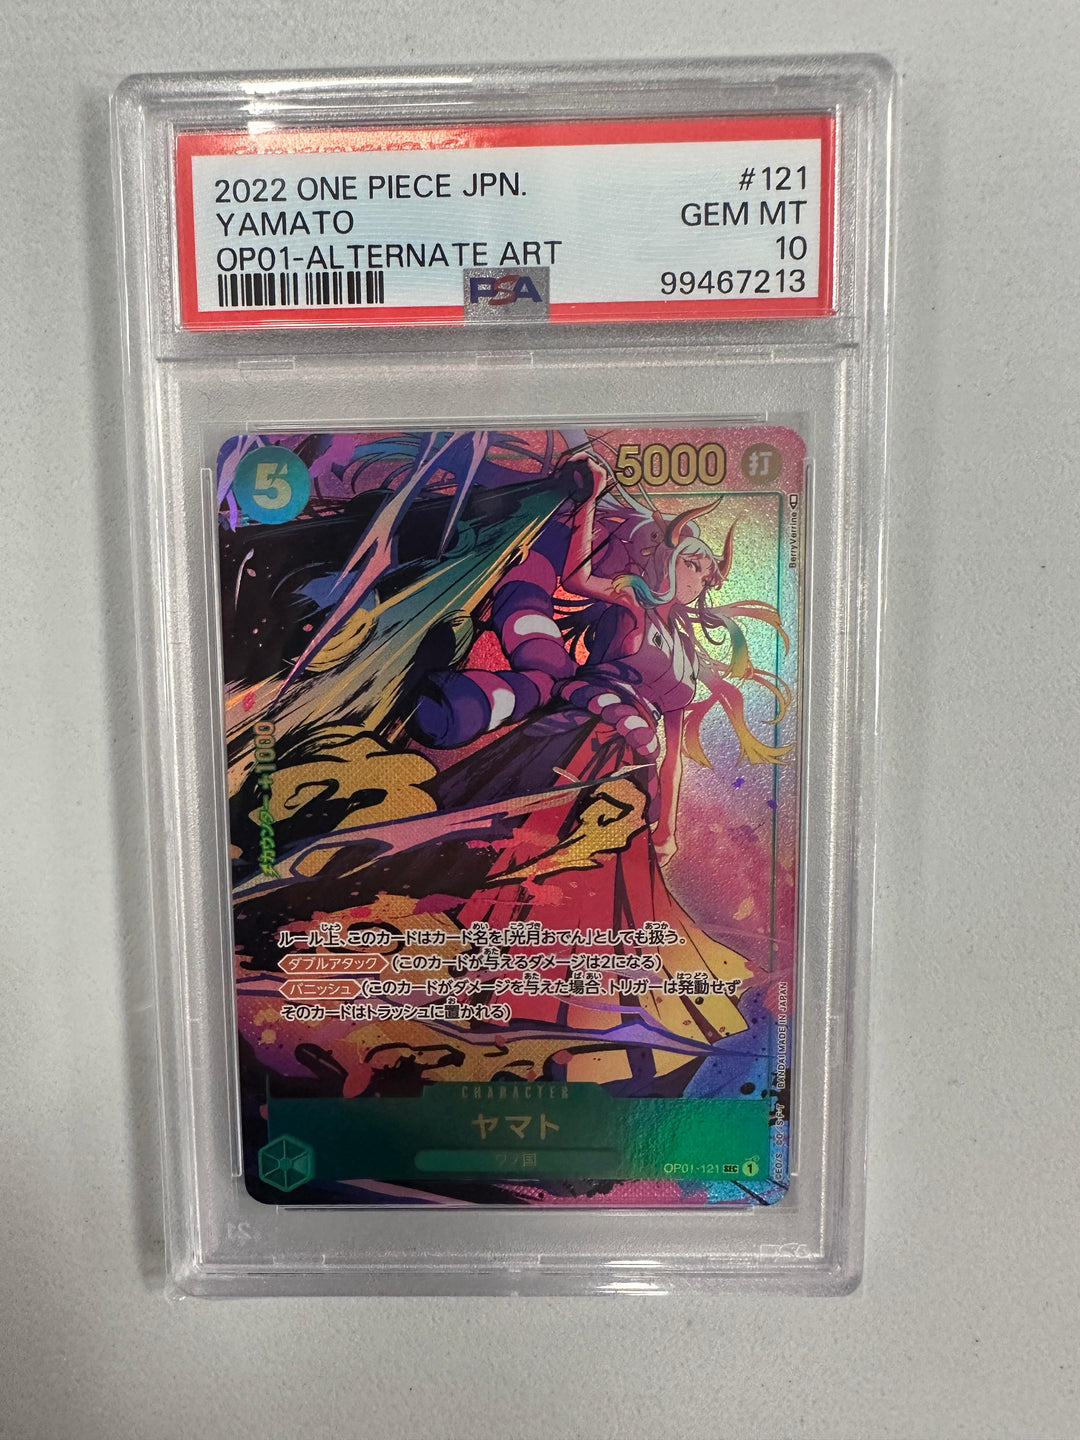 2022 ONE PIECE JPN.
#121
YAMATO
GEM MT
OP01-ALTERNATE ART
10
PSA
99467213
5
5000
打
BerryVerrine
カウンター +1000
ルール上、このカードはカード名を「光月おでん」としても扱う。
ダブルアタック(このカードが与えるダメージは2になる)
バニッシュ(このカードがダメージを与えた場合、トリガーは発動せず
そのカードはトラッシュに置かれる)
CHARACTER
ヤマト
ワノ国
OP01-121 SEC 1
BANDAI MADE IN JAPAN